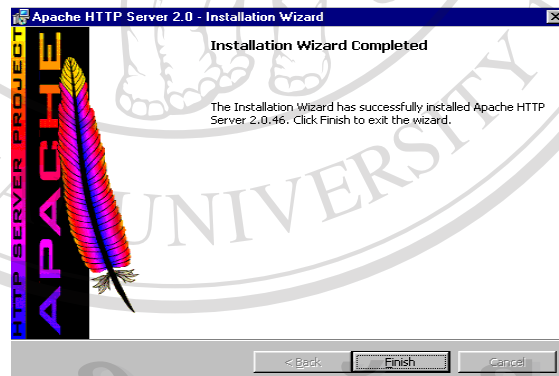 Apache HTTP Server 2.0 - Installation Wizard
HTTP SERVER PROJECT
APACHE
Installation Wizard Completed
The Installation Wizard has successfully installed Apache HTTP
Server 2.0.46. Click Finish to exit the wizard.
UNIVERSITY
< Back
Finish
Cancel